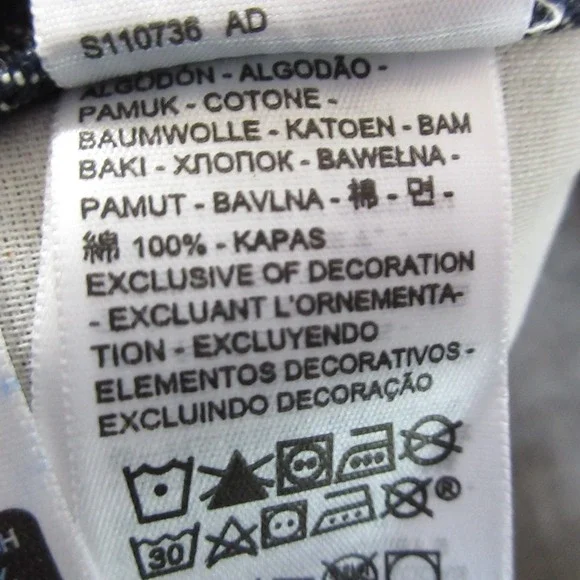 S110736 AD
ALGODÓN - ALGODÃO -
PAMUK - COTONE -
BAUMWOLLE - KATOEN - BAM
BAKI - ХЛОПОК - BAWEŁNA -
PAMUT - BAVLNA - 棉 - 면 -
綿 100% - KAPAS
EXCLUSIVE OF DECORATION
- EXCLUANT L'ORNEMENTA-
TION - EXCLUYENDO
ELEMENTOS DECORATIVOS -
EXCLUINDO DECORAÇÃO
30 ®
H